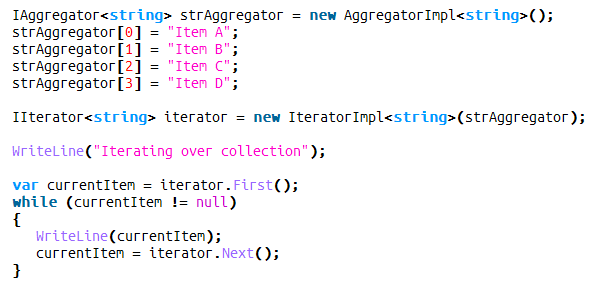 IAggregator<string> strAggregator = new AggregatorImpl<string>();
strAggregator[0] = "Item A";
strAggregator[1] = "Item B";
strAggregator[2] = "Item C";
strAggregator[3] = "Item D";

IIterator<string> iterator = new IteratorImpl<string>(strAggregator);

WriteLine("Iterating over collection");

var currentItem = iterator.First();
while (currentItem != null)
{
   WriteLine(currentItem);
   currentItem = iterator.Next();
}